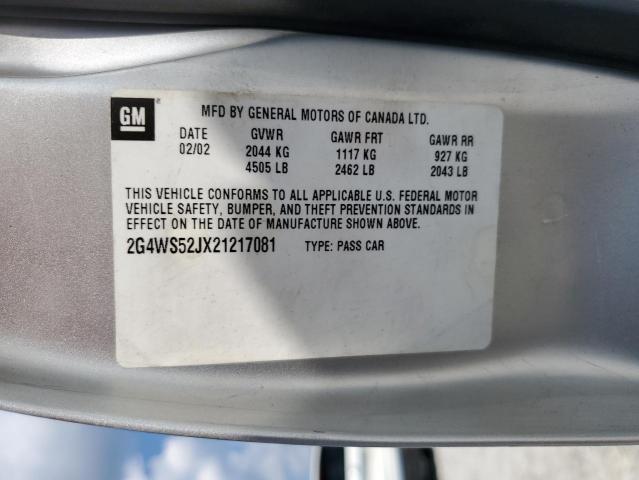 GM
MFD BY GENERAL MOTORS OF CANADA LTD.
DATE GVWR GAWR FRT GAWR RR
02/02 2044 KG 1117 KG 927 KG
4505 LB 2462 LB 2043 LB
THIS VEHICLE CONFORMS TO ALL APPLICABLE U.S. FEDERAL MOTOR
VEHICLE SAFETY, BUMPER, AND THEFT PREVENTION STANDARDS IN
EFFECT ON THE DATE OF MANUFACTURE SHOWN ABOVE.
2G4WS52JX21217081 TYPE: PASS CAR